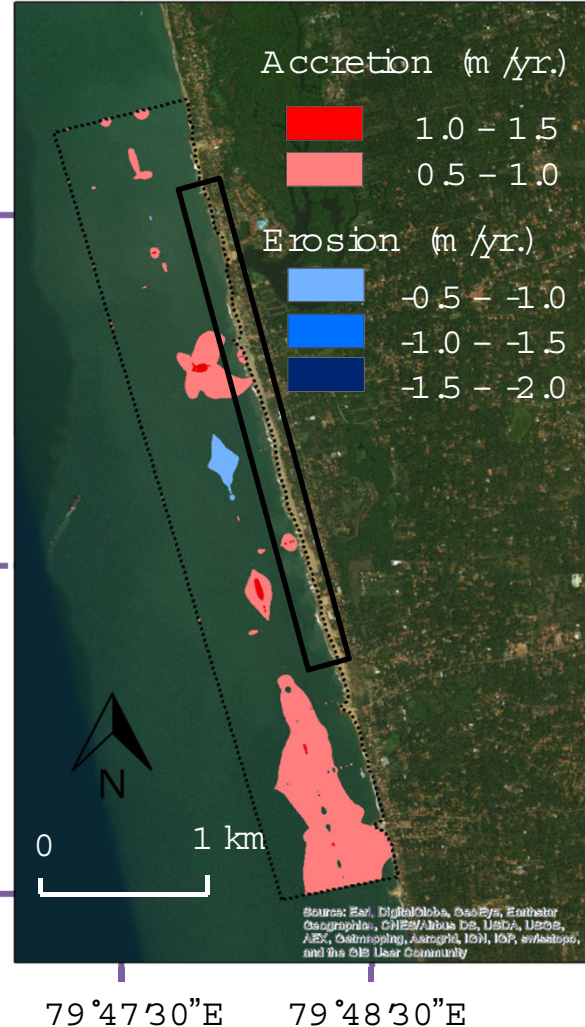 Accretion (m/yr.)
1.0 – 1.5
0.5 – 1.0
Erosion (m/yr.)
-0.5 – -1.0
-1.0 – -1.5
-1.5 – -2.0
N
0 1 km
Source: Esri, DigitalGlobe, GeoEye, Earthstar
Geographics, CNES/Airbus DS, USDA, USGS,
AEX, Getmapping, Aerogrid, IGN, IGP, swisstopo,
and the GIS User Community
79°47'30"E 79°48'30"E